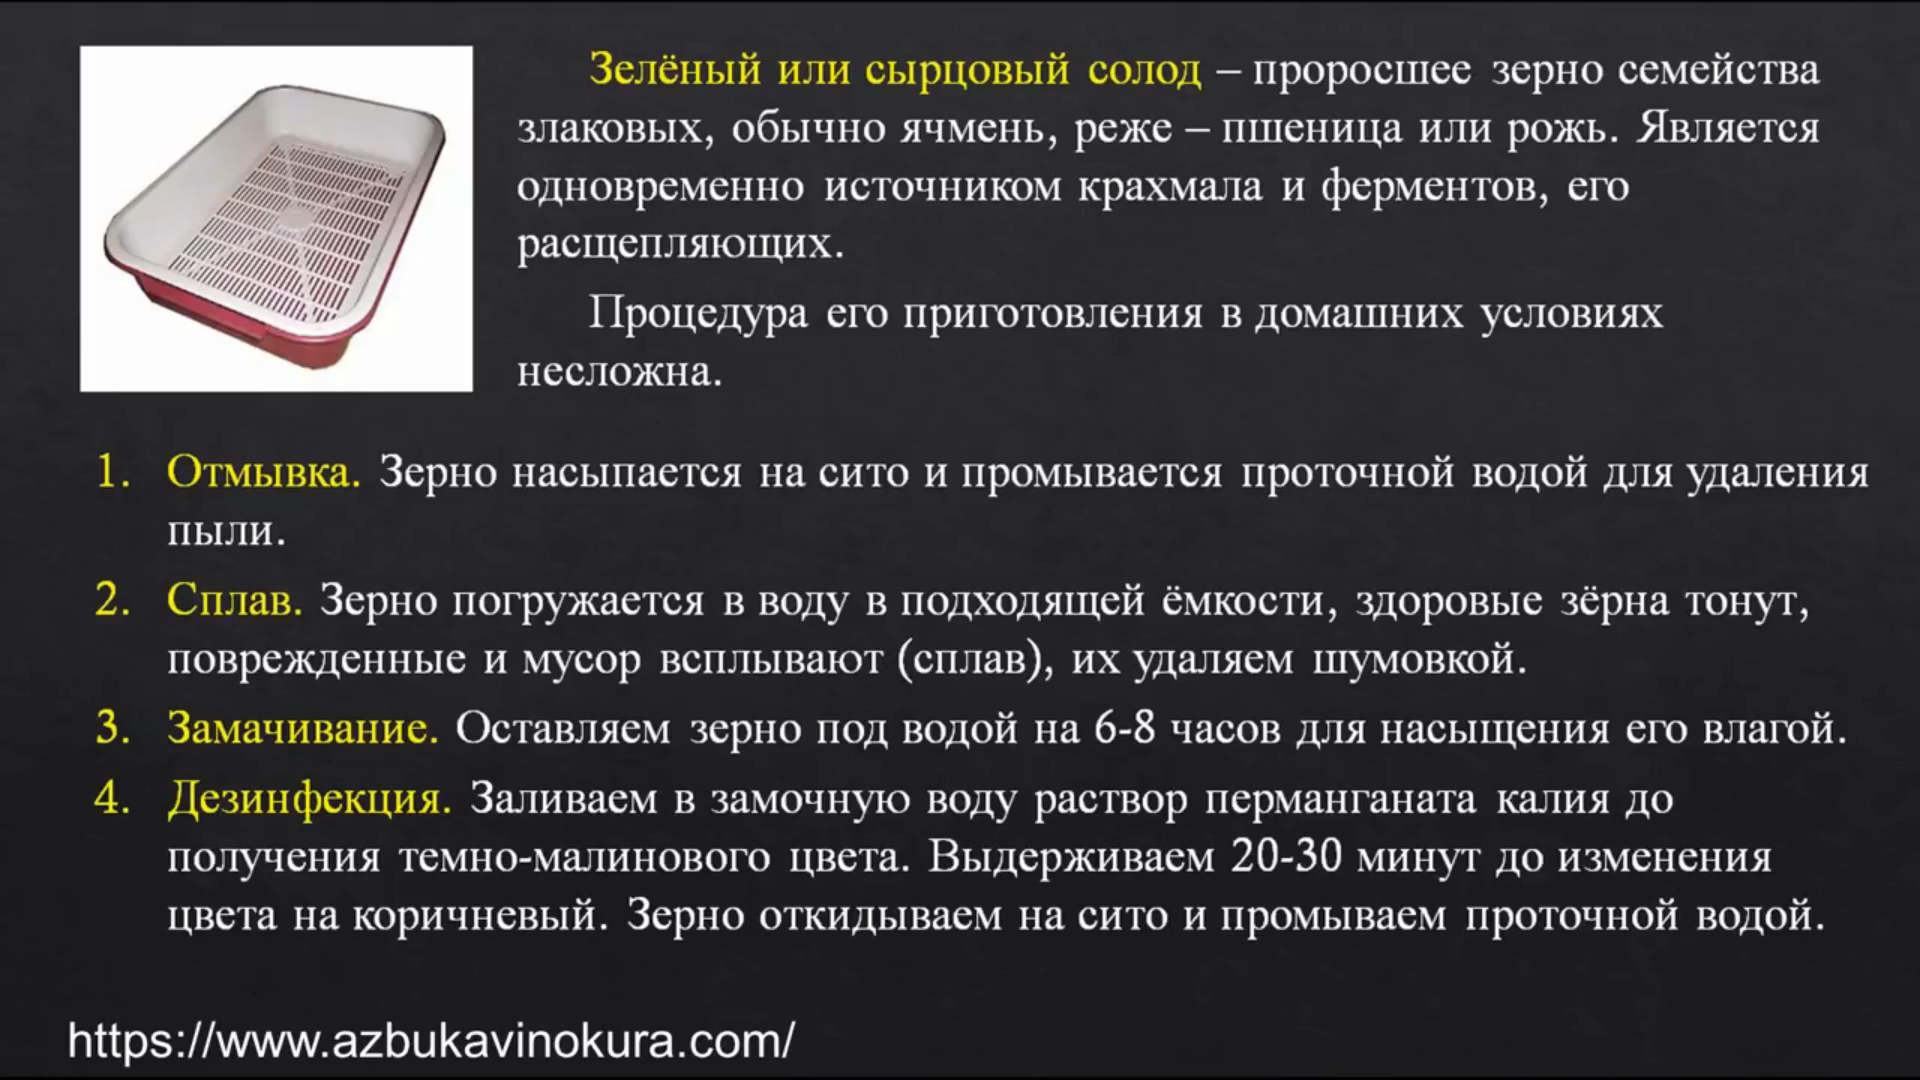 Зелёный или сырцовый солод – проросшее зерно семейства
злаковых, обычно ячмень, реже – пшеница или рожь. Является
одновременно источником крахмала и ферментов, его
расщепляющих.
Процедура его приготовления в домашних условиях
несложна.
1. Отмывка. Зерно насыпается на сито и промывается проточной водой для удаления
пыли.
2. Сплав. Зерно погружается в воду в подходящей ёмкости, здоровые зёрна тонут,
поврежденные и мусор всплывают (сплав), их удаляем шумовкой.
3. Замачивание. Оставляем зерно под водой на 6-8 часов для насыщения его влагой.
4. Дезинфекция. Заливаем в замочную воду раствор перманганата калия до
получения темно-малинового цвета. Выдерживаем 20-30 минут до изменения
цвета на коричневый. Зерно откидываем на сито и промываем проточной водой.
https://www.azbukavinokura.com/